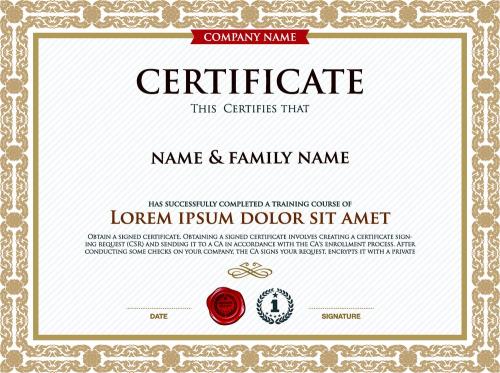 COMPANY NAME
CERTIFICATE
THIS CERTIFIES THAT
NAME & FAMILY NAME
HAS SUCCESSFULLY COMPLETED A TRAINING COURSE OF
LOREM IPSUM DOLOR SIT AMET
OBTAIN A SIGNED CERTIFICATE. OBTAINING A SIGNED CERTIFICATE INVOLVES CREATING A CERTIFICATE SIGN-
ING REQUEST (CSR) AND SENDING IT TO A CA IN ACCORDANCE WITH THE CA'S ENROLLMENT PROCESS. AFTER
CONDUCTING SOME CHECKS ON YOUR COMPANY, THE CA SIGNS YOUR REQUEST, ENCRYPTS IT WITH A PRIVATE
1
DATE
SIGNATURE